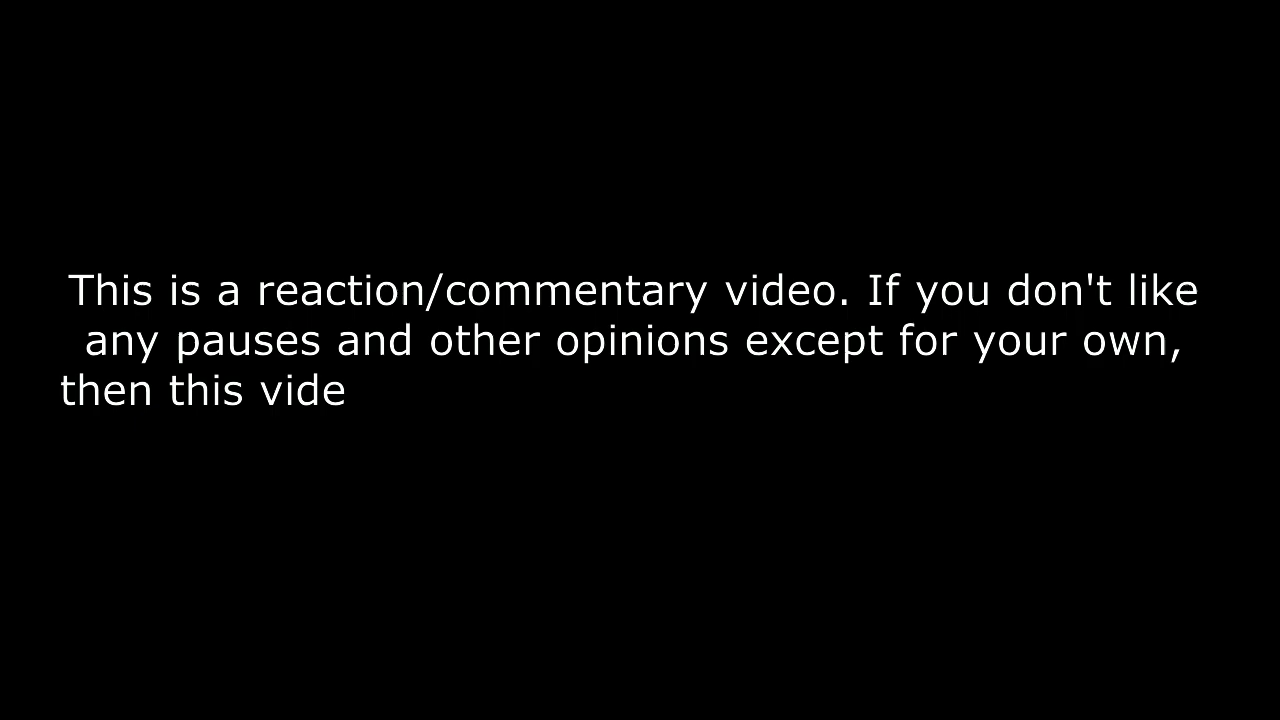 This is a reaction/commentary video. If you don't like
any pauses and other opinions except for your own,
then this vide